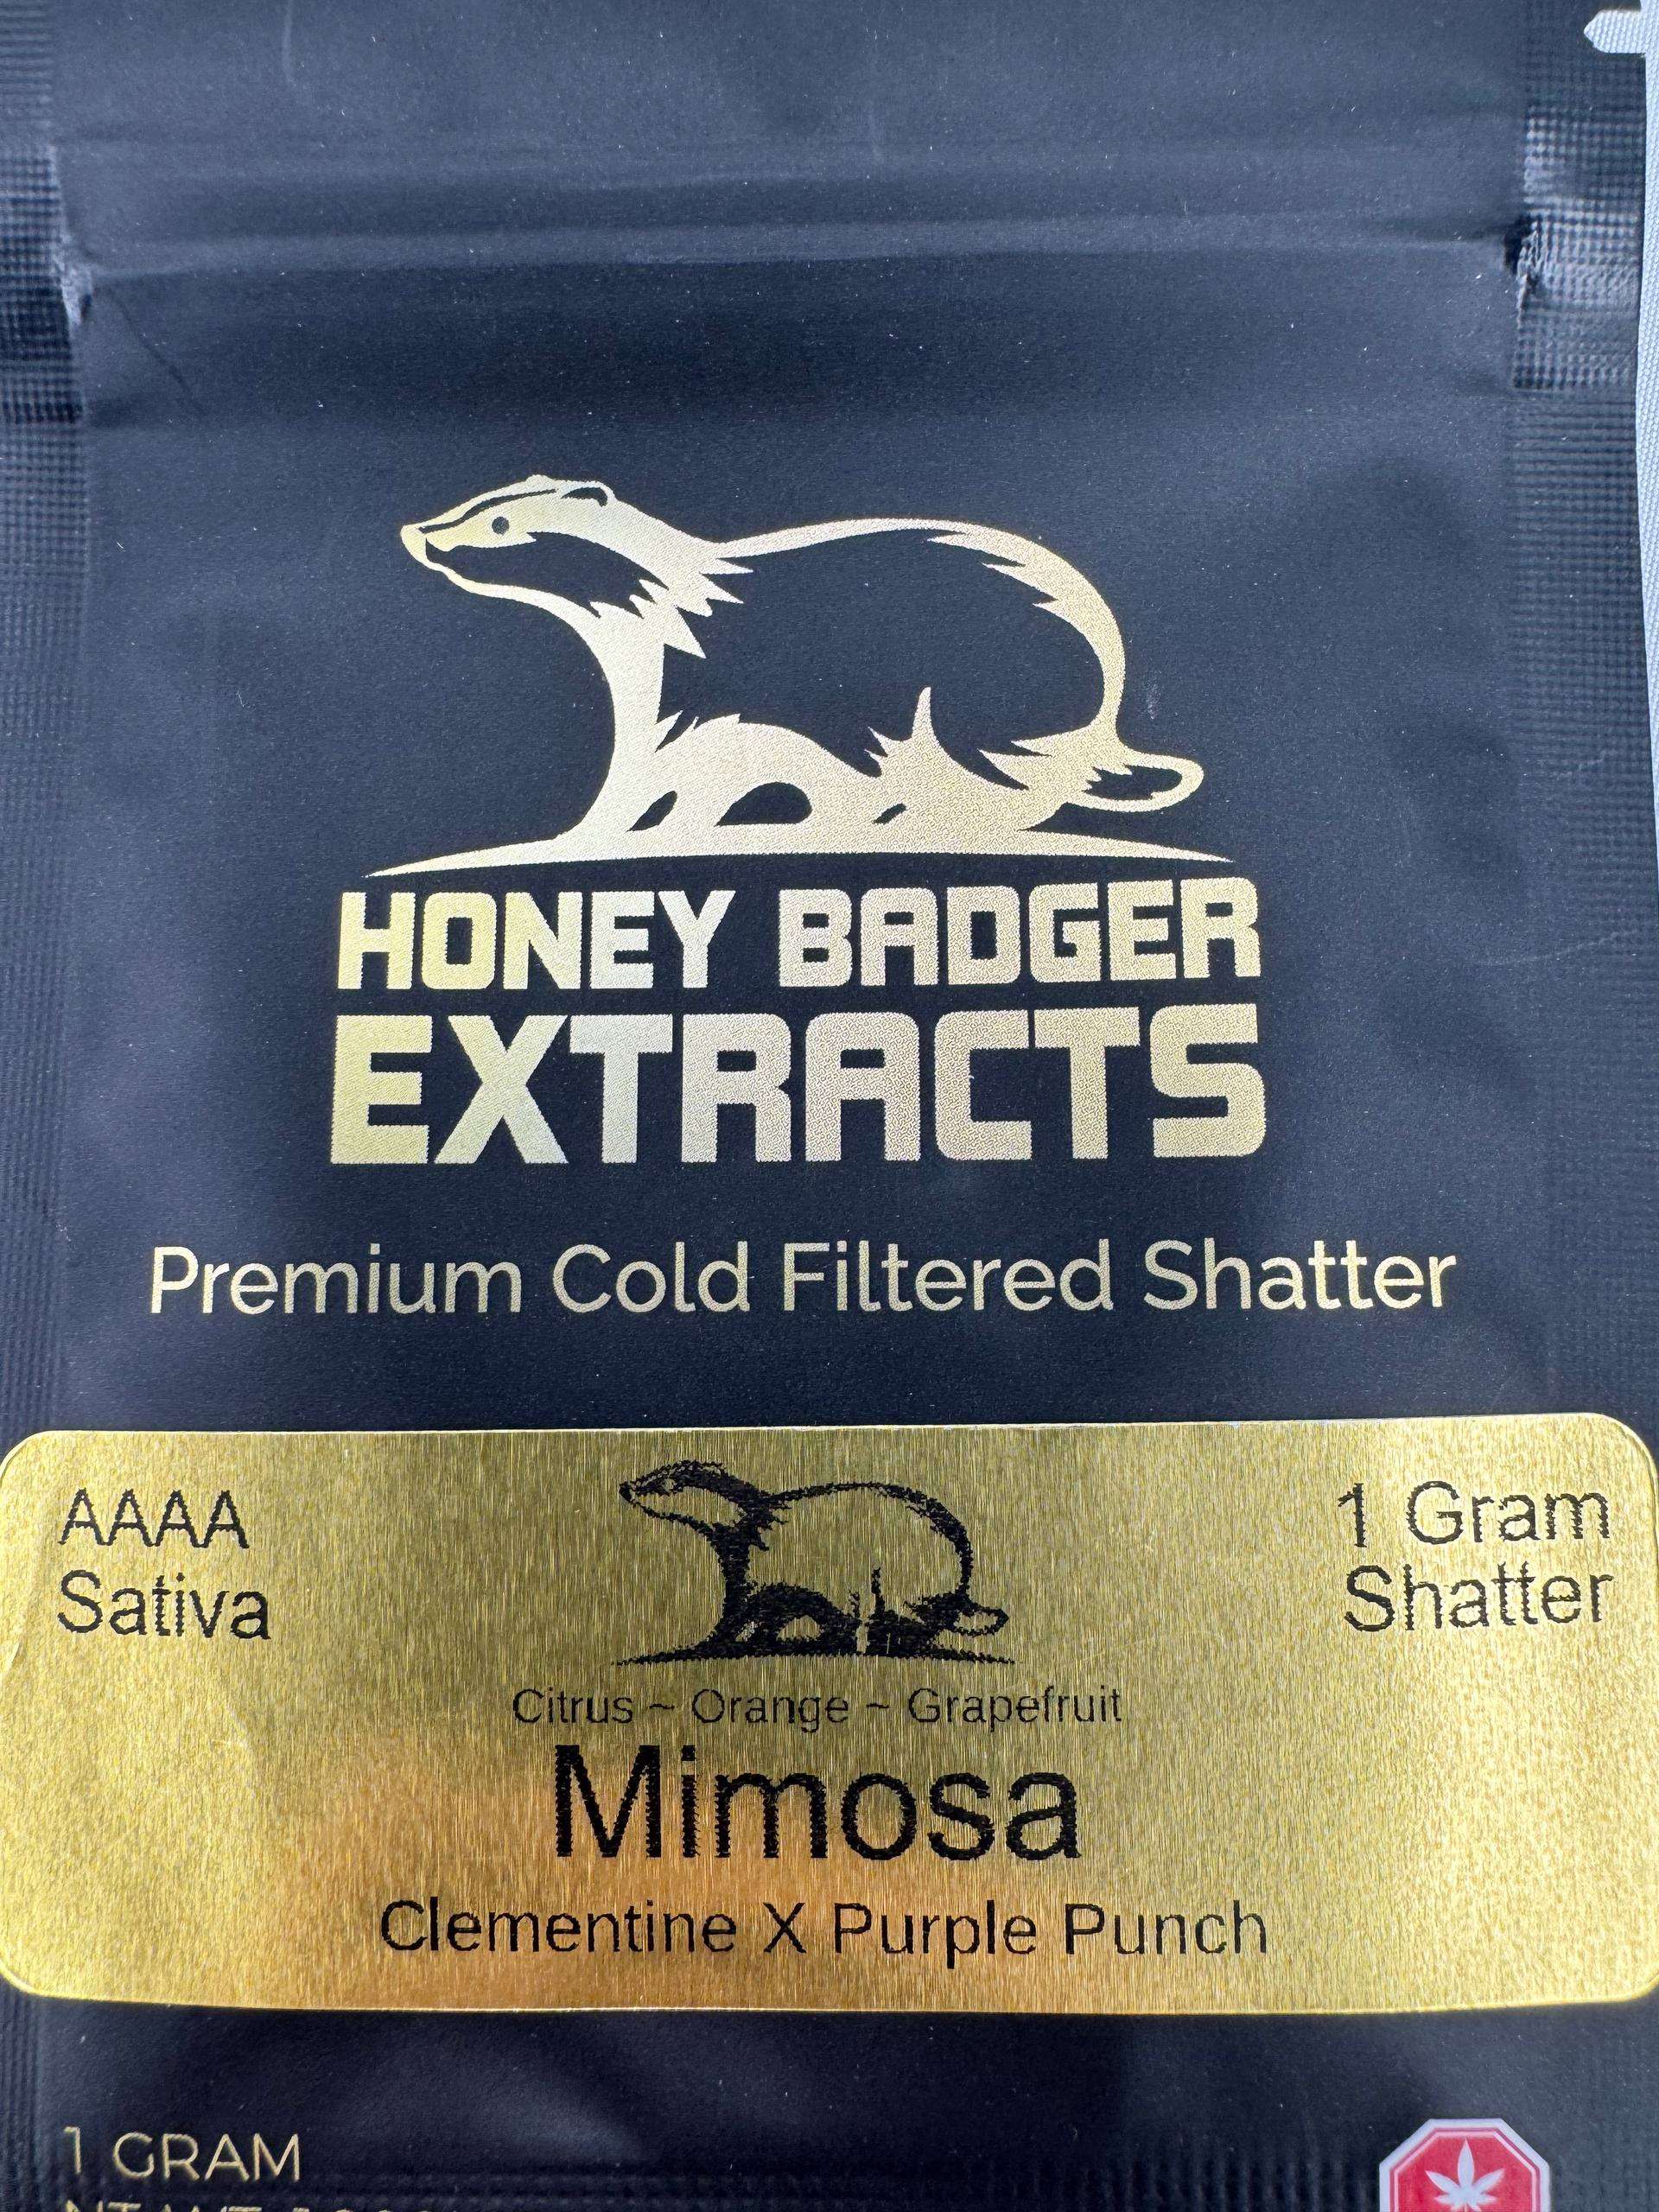 HONEY BADGER
EXTRACTS
Premium Cold Filtered Shatter
AAAA
Sativa
1 Gram
Shatter
Citrus ~ Orange ~ Grapefruit
Mimosa
Clementine X Purple Punch
1 GRAM